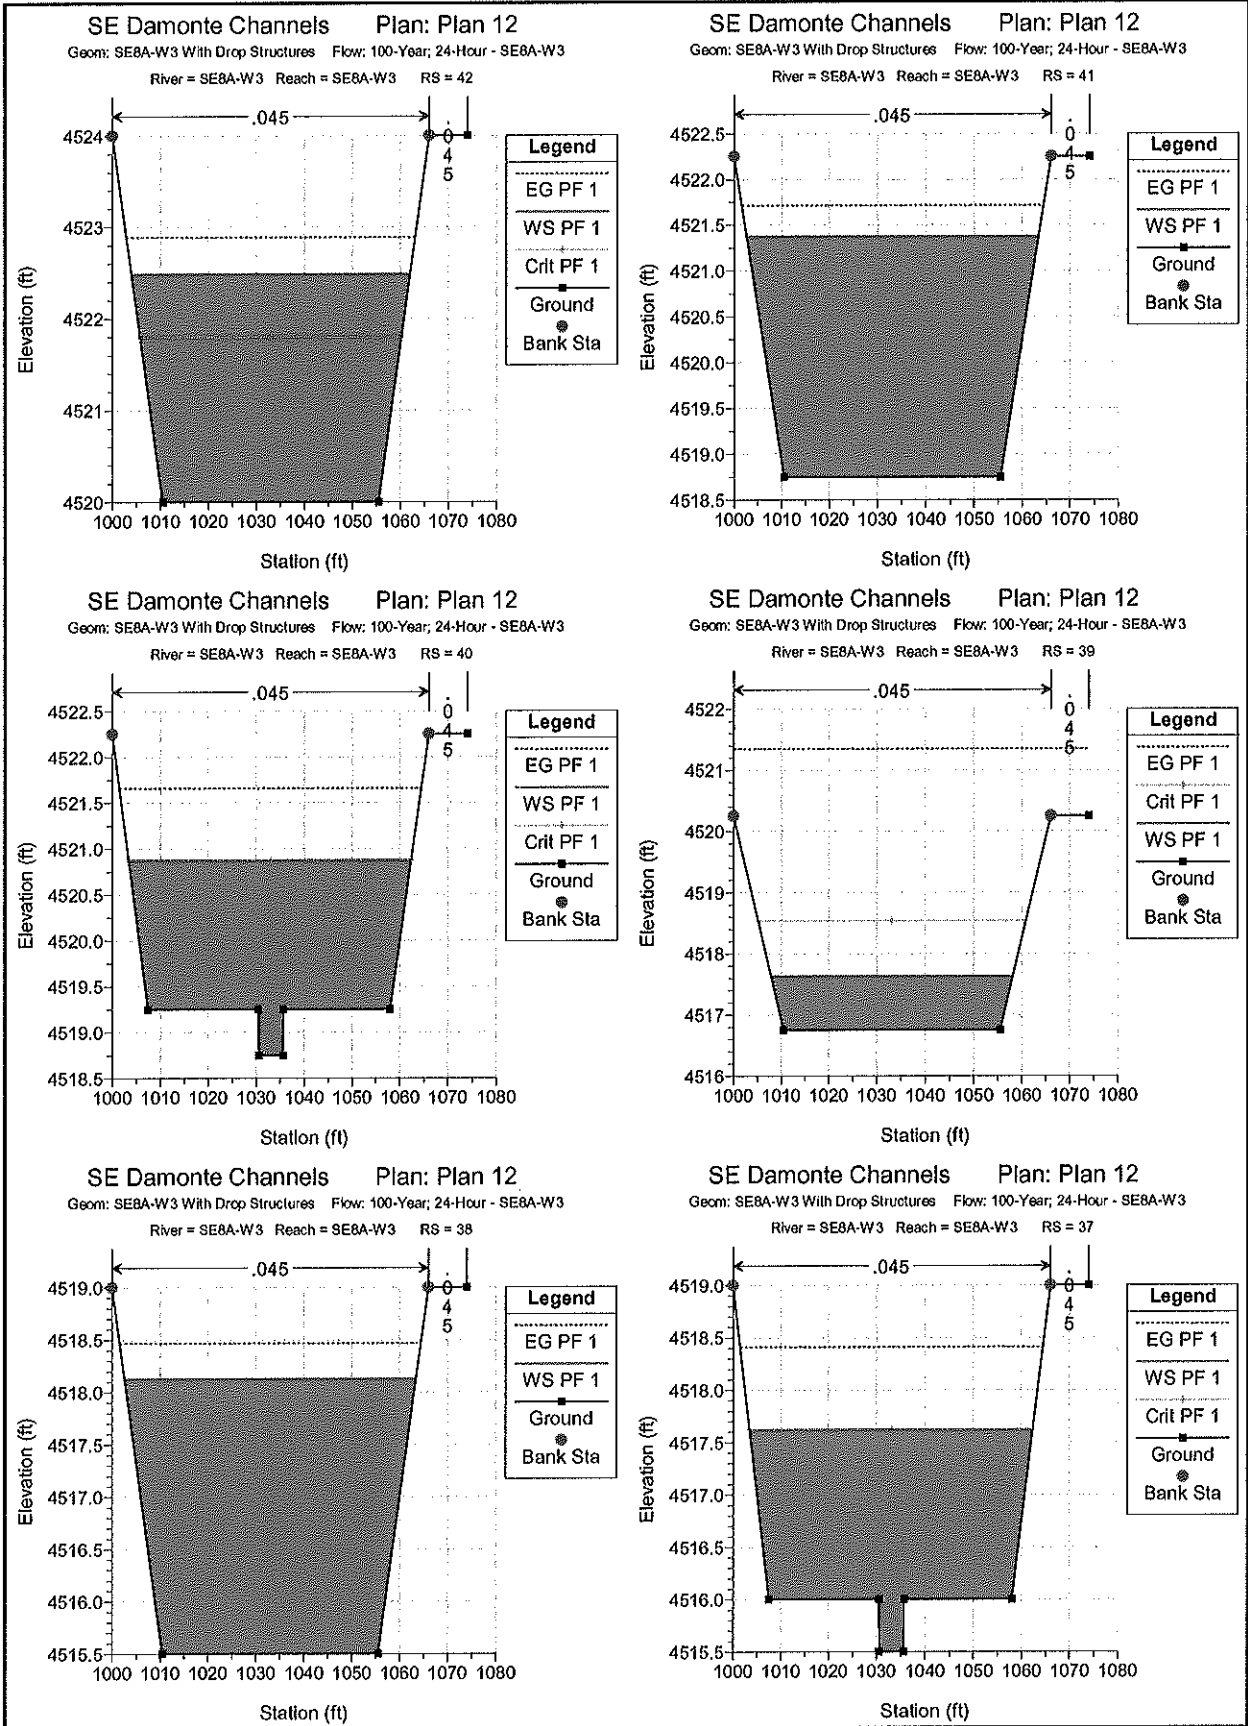 SE Damonte Channels Plan: Plan 12
Geom: SE8A-W3 With Drop Structures Flow: 100-Year; 24-Hour - SE8A-W3
River = SE8A-W3 Reach = SE8A-W3 RS = 42
.045
.045
Elevation (ft)
4524
4523
4522
4521
4520
1000 1010 1020 1030 1040 1050 1060 1070 1080
Station (ft)
Legend
EG PF 1
WS PF 1
Crit PF 1
Ground
Bank Sta
SE Damonte Channels Plan: Plan 12
Geom: SE8A-W3 With Drop Structures Flow: 100-Year; 24-Hour - SE8A-W3
River = SE8A-W3 Reach = SE8A-W3 RS = 41
.045
.045
Elevation (ft)
4522.5
4522.0
4521.5
4521.0
4520.5
4520.0
4519.5
4519.0
4518.5
1000 1010 1020 1030 1040 1050 1060 1070 1080
Station (ft)
Legend
EG PF 1
WS PF 1
Ground
Bank Sta
SE Damonte Channels Plan: Plan 12
Geom: SE8A-W3 With Drop Structures Flow: 100-Year; 24-Hour - SE8A-W3
River = SE8A-W3 Reach = SE8A-W3 RS = 40
.045
.045
Elevation (ft)
4522.5
4522.0
4521.5
4521.0
4520.5
4520.0
4519.5
4519.0
4518.5
1000 1010 1020 1030 1040 1050 1060 1070 1080
Station (ft)
Legend
EG PF 1
WS PF 1
Crit PF 1
Ground
Bank Sta
SE Damonte Channels Plan: Plan 12
Geom: SE8A-W3 With Drop Structures Flow: 100-Year; 24-Hour - SE8A-W3
River = SE8A-W3 Reach = SE8A-W3 RS = 39
.045
.045
Elevation (ft)
4522
4521
4520
4519
4518
4517
4516
1000 1010 1020 1030 1040 1050 1060 1070 1080
Station (ft)
Legend
EG PF 1
Crit PF 1
WS PF 1
Ground
Bank Sta
SE Damonte Channels Plan: Plan 12
Geom: SE8A-W3 With Drop Structures Flow: 100-Year; 24-Hour - SE8A-W3
River = SE8A-W3 Reach = SE8A-W3 RS = 38
.045
.045
Elevation (ft)
4519.0
4518.5
4518.0
4517.5
4517.0
4516.5
4516.0
4515.5
1000 1010 1020 1030 1040 1050 1060 1070 1080
Station (ft)
Legend
EG PF 1
WS PF 1
Ground
Bank Sta
SE Damonte Channels Plan: Plan 12
Geom: SE8A-W3 With Drop Structures Flow: 100-Year; 24-Hour - SE8A-W3
River = SE8A-W3 Reach = SE8A-W3 RS = 37
.045
.045
Elevation (ft)
4519.0
4518.5
4518.0
4517.5
4517.0
4516.5
4516.0
4515.5
1000 1010 1020 1030 1040 1050 1060 1070 1080
Station (ft)
Legend
EG PF 1
WS PF 1
Crit PF 1
Ground
Bank Sta